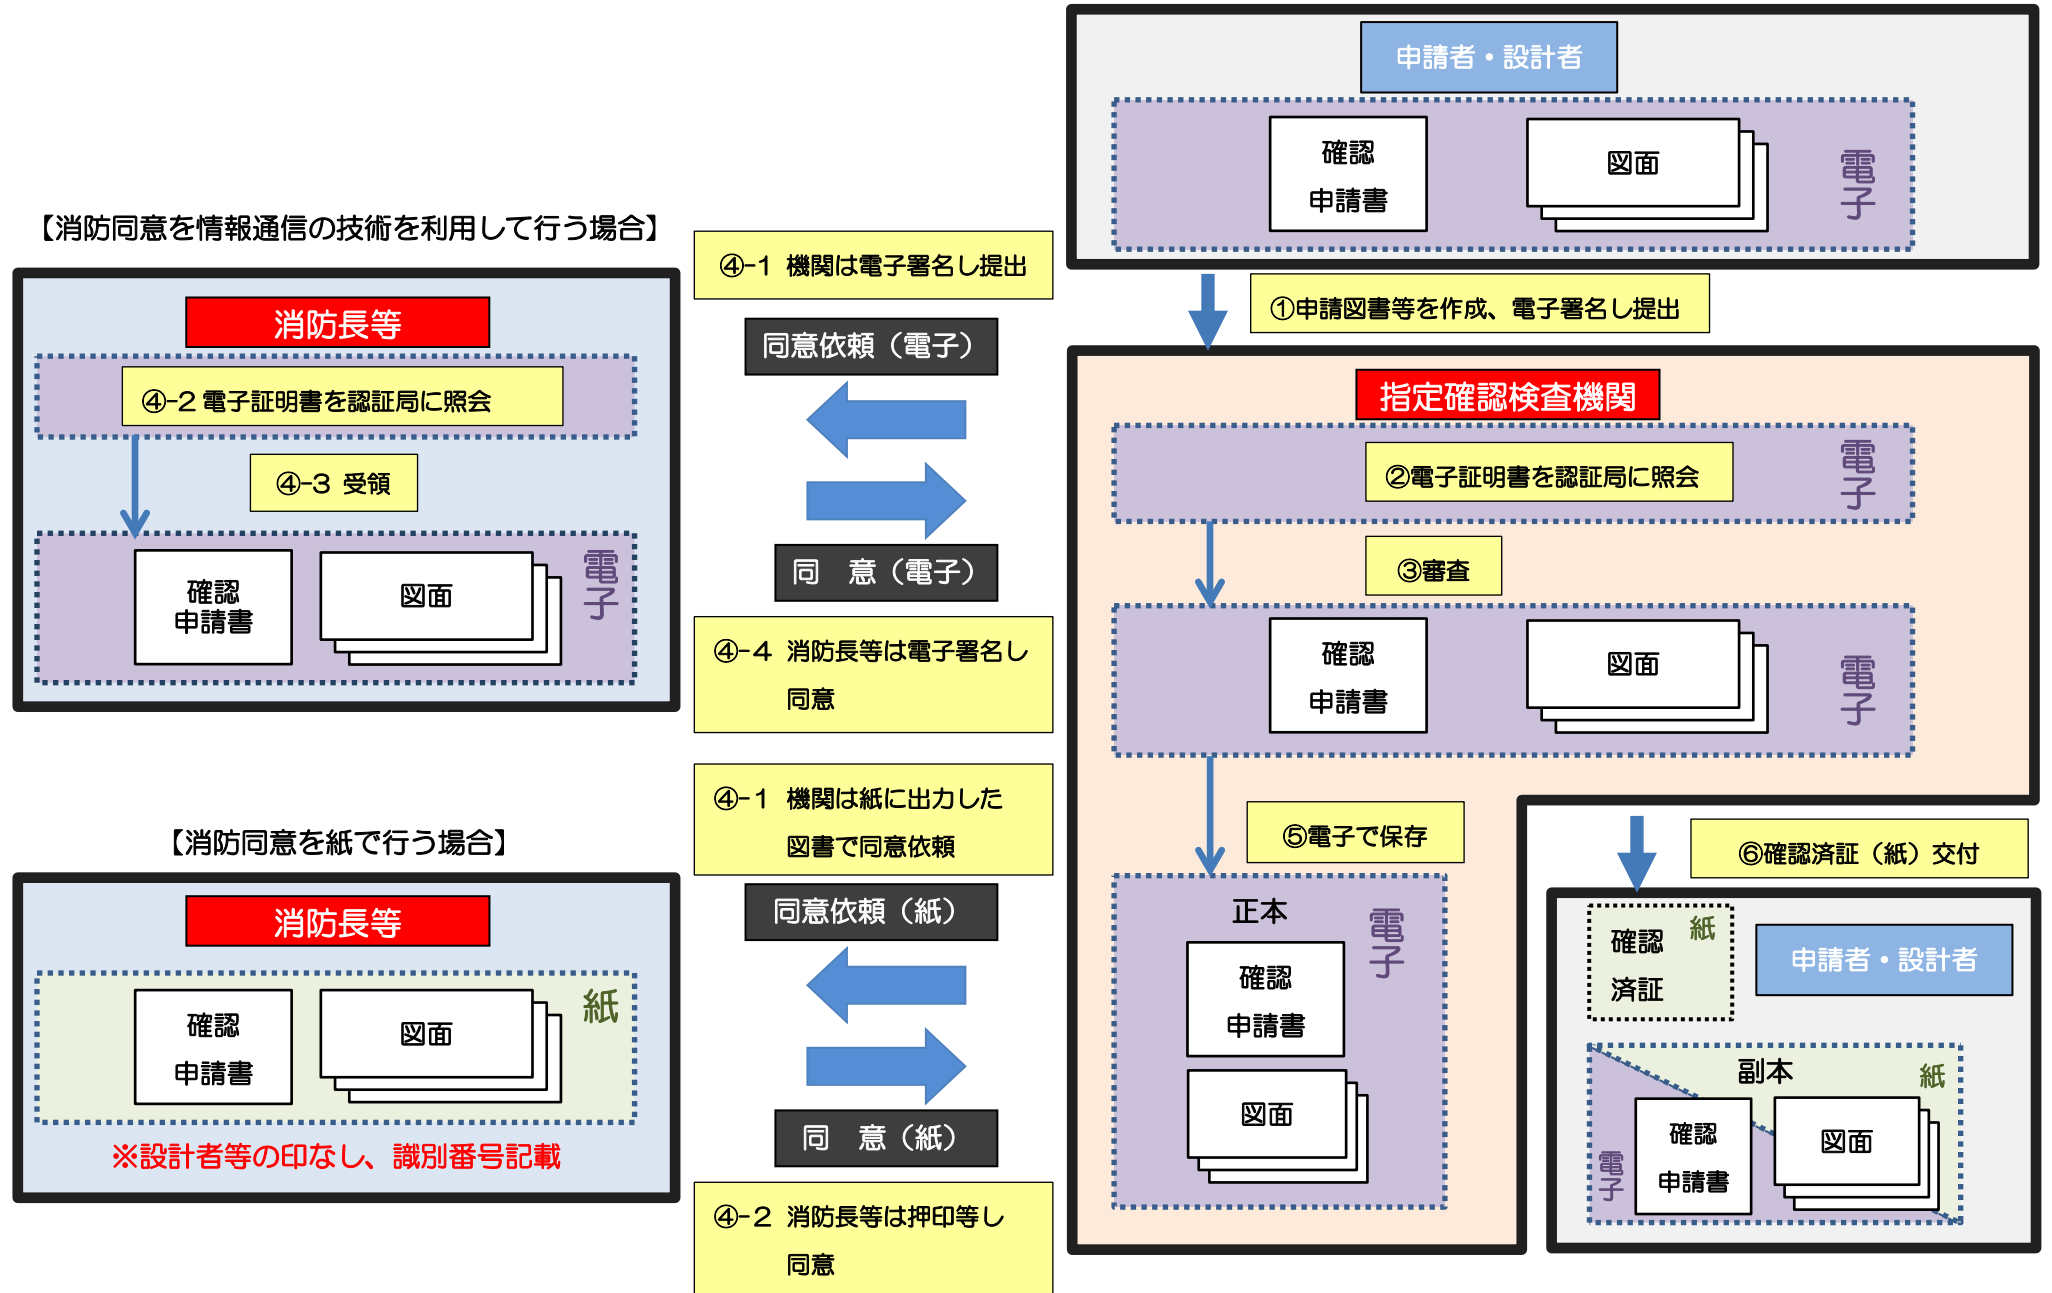 申請者・設計者
確認
申請書
図面
電子
①申請図書等を作成、電子署名し提出
指定確認検査機関
②電子証明書を認証局に照会
電子
③審査
確認
申請書
図面
電子
⑤電子で保存
正本
電子
確認
申請書
図面
⑥確認済証（紙）交付
確認
済証
紙
申請者・設計者
副本
紙
確認
申請書
図面
電子
【消防同意を情報通信の技術を利用して行う場合】
消防長等
④-2 電子証明書を認証局に照会
④-3 受領
確認
申請書
図面
電子
④-1 機関は電子署名し提出
同意依頼（電子）
同　意（電子）
④-4 消防長等は電子署名し
同意
【消防同意を紙で行う場合】
消防長等
確認
申請書
図面
紙
※設計者等の印なし、識別番号記載
④-1 機関は紙に出力した
図書で同意依頼
同意依頼（紙）
同　意（紙）
④-2 消防長等は押印等し
同意